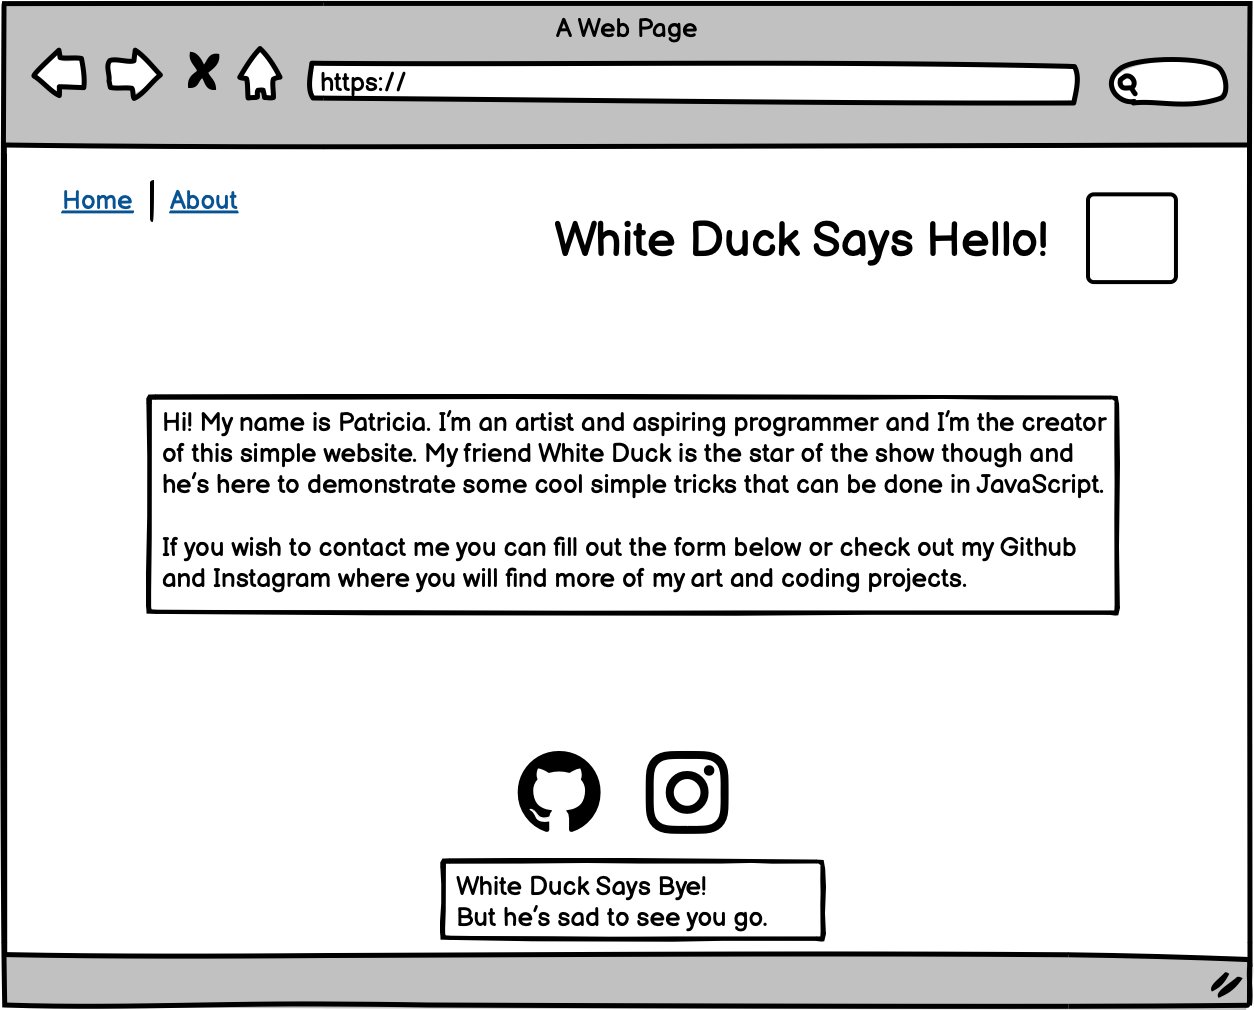 A Web Page
https://
Home
About
White Duck Says Hello!
Hi! My name is Patricia. I'm an artist and aspiring programmer and I'm the creator
of this simple website. My friend White Duck is the star of the show though and
he's here to demonstrate some cool simple tricks that can be done in JavaScript.
If you wish to contact me you can fill out the form below or check out my Github
and Instagram where you will find more of my art and coding projects.
White Duck Says Bye!
But he's sad to see you go.